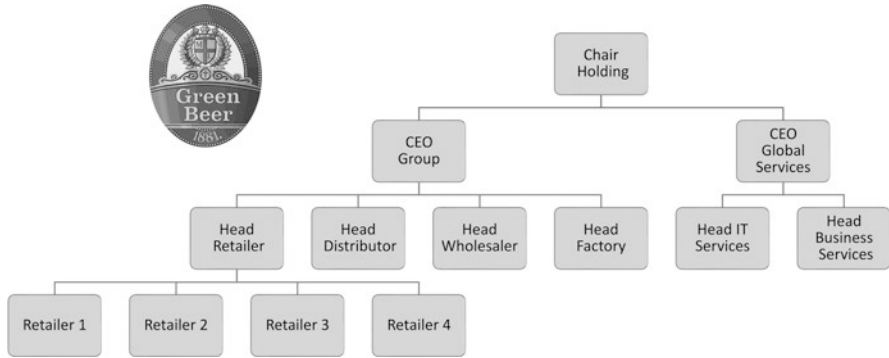 Green
Beer
1881.
Chair
Holding
CEO
Group
CEO
Global
Services
Head
Retailer
Head
Distributor
Head
Wholesaler
Head
Factory
Head IT
Services
Head
Business
Services
Retailer 1
Retailer 2
Retailer 3
Retailer 4